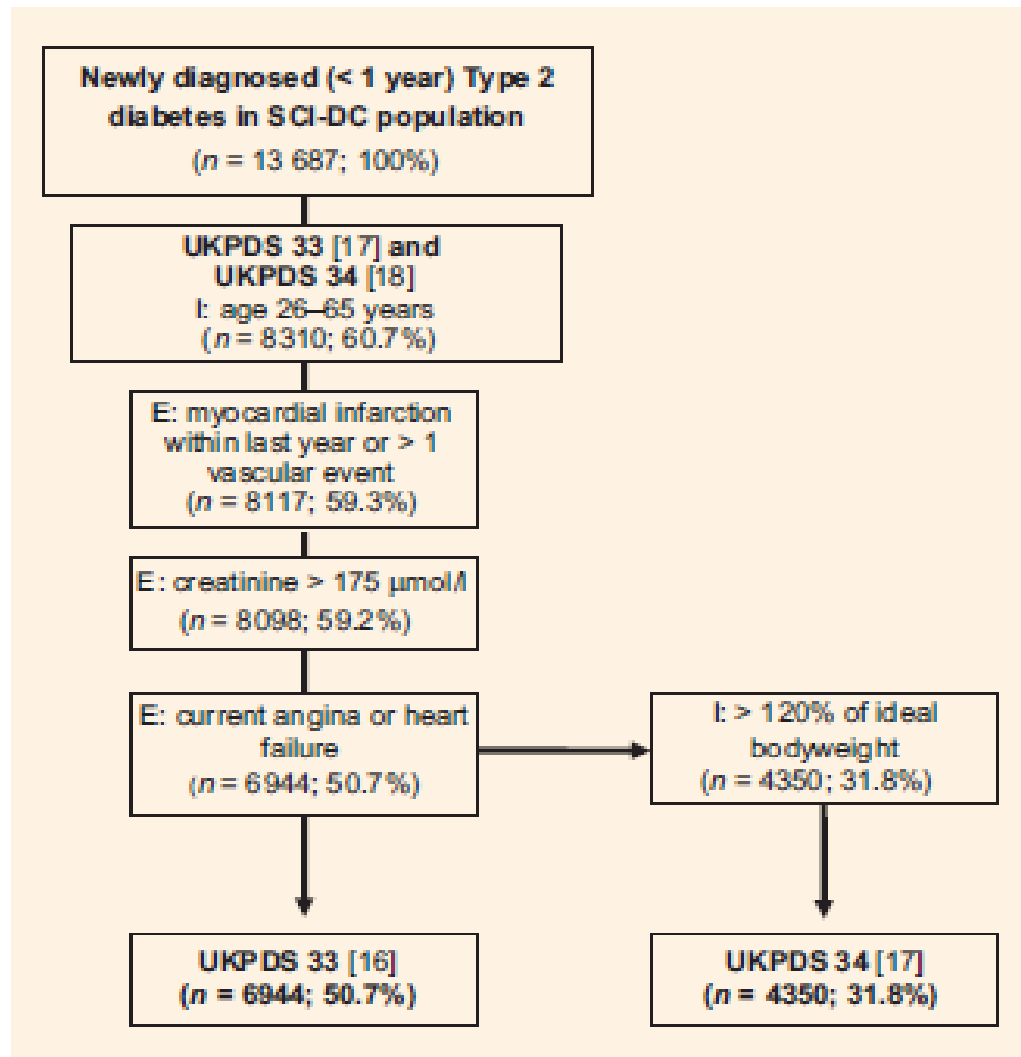 Newly diagnosed (< 1 year) Type 2
diabetes in SCI-DC population
(n = 13 687; 100%)
UKPDS 33 [17] and
UKPDS 34 [18]
I: age 26–65 years
(n = 8310; 60.7%)
E: myocardial infarction
within last year or > 1
vascular event
(n = 8117; 59.3%)
E: creatinine > 175 µmol/l
(n = 8098; 59.2%)
E: current angina or heart
failure
(n = 6944; 50.7%)
I: > 120% of ideal
bodyweight
(n = 4350; 31.8%)
UKPDS 33 [16]
(n = 6944; 50.7%)
UKPDS 34 [17]
(n = 4350; 31.8%)